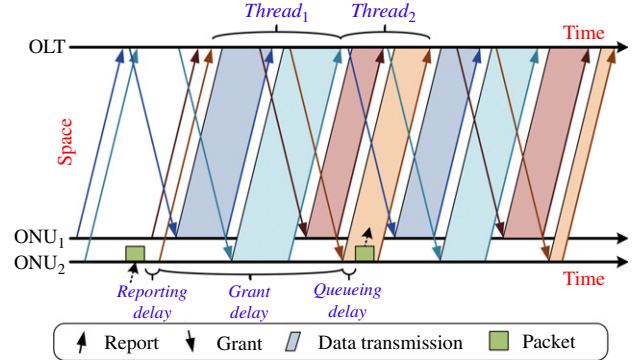 Thread1 Thread2
OLT Time
Space
ONU1
ONU2
Time
Reporting delay
Grant delay
Queueing delay
Report Grant Data transmission Packet